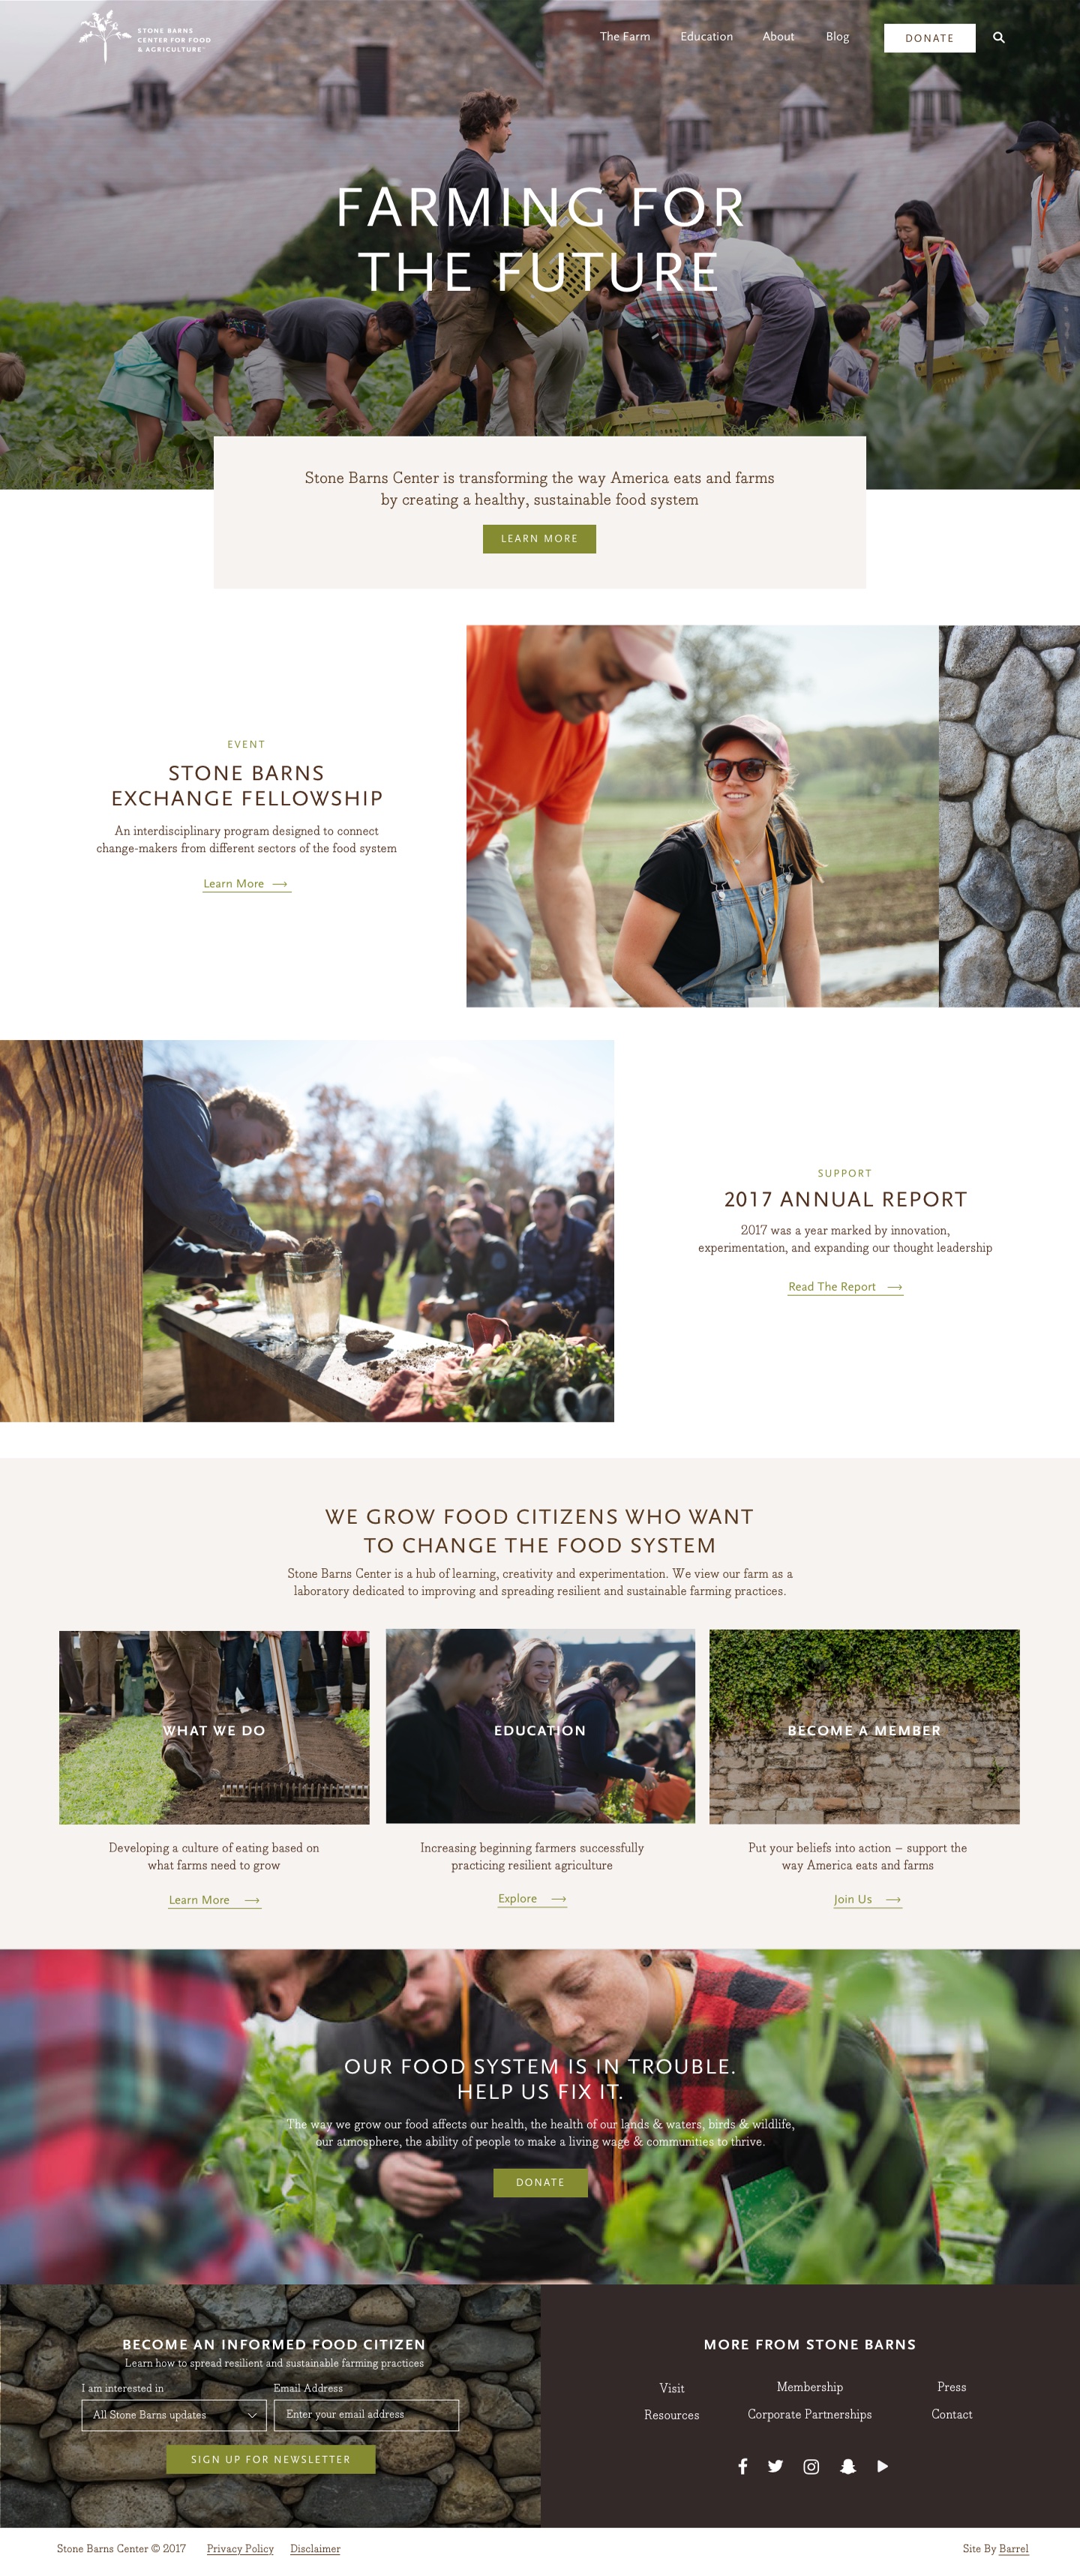 STONE BARNS
CENTER FOR FOOD
& AGRICULTURE™
The Farm Education About Blog DONATE
FARMING FOR
THE FUTURE
Stone Barns Center is transforming the way America eats and farms
by creating a healthy, sustainable food system
LEARN MORE
EVENT
STONE BARNS
EXCHANGE FELLOWSHIP
An interdisciplinary program designed to connect
change-makers from different sectors of the food system
Learn More
SUPPORT
2017 ANNUAL REPORT
2017 was a year marked by innovation,
experimentation, and expanding our thought leadership
Read The Report
WE GROW FOOD CITIZENS WHO WANT
TO CHANGE THE FOOD SYSTEM
Stone Barns Center is a hub of learning, creativity and experimentation. We view our farm as a
laboratory dedicated to improving and spreading resilient and sustainable farming practices.
WHAT WE DO
Developing a culture of eating based on
what farms need to grow
Learn More
EDUCATION
Increasing beginning farmers successfully
practicing resilient agriculture
Explore
BECOME A MEMBER
Put your beliefs into action – support the
way America eats and farms
Join Us
OUR FOOD SYSTEM IS IN TROUBLE.
HELP US FIX IT.
The way we grow our food affects our health, the health of our lands & waters, birds & wildlife,
our atmosphere, the ability of people to make a living wage & communities to thrive.
DONATE
BECOME AN INFORMED FOOD CITIZEN
Learn how to spread resilient and sustainable farming practices
I am interested in
All Stone Barns updates
Email Address
Enter your email address
SIGN UP FOR NEWSLETTER
MORE FROM STONE BARNS
Visit Membership Press
Resources Corporate Partnerships Contact
Stone Barns Center © 2017 Privacy Policy Disclaimer
Site By Barrel